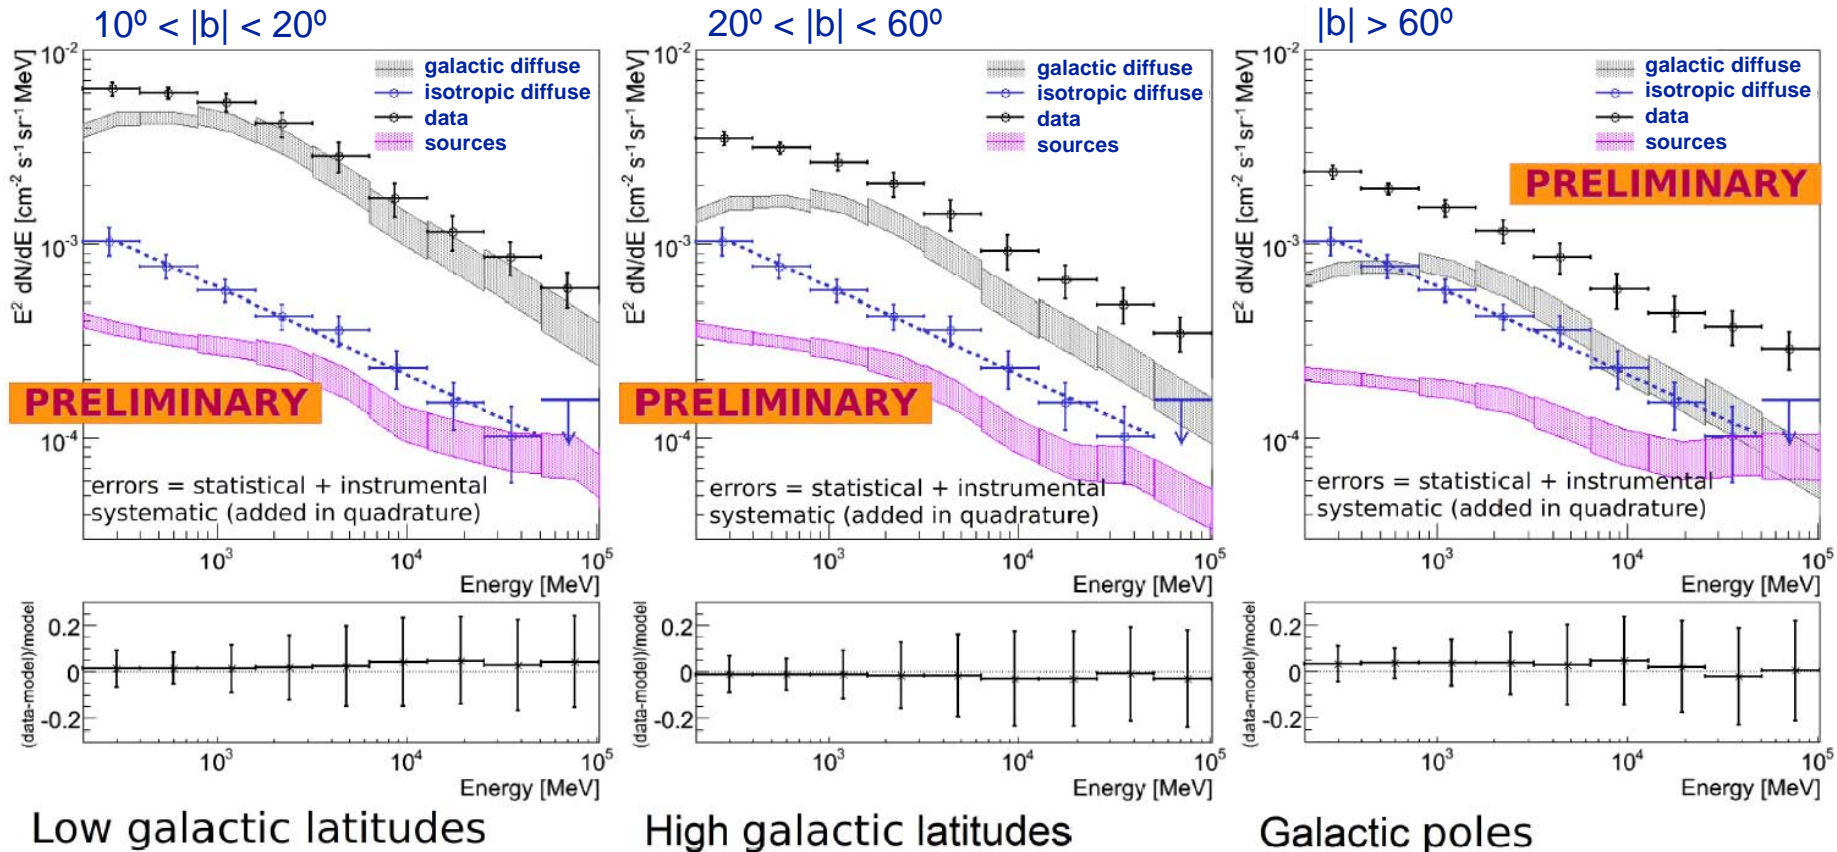 10º < |b| < 20º
20º < |b| < 60º
|b| > 60º
10⁻²
10⁻³
10⁻⁴
E² dN/dE [cm⁻² s⁻¹ sr⁻¹ MeV]
galactic diffuse
isotropic diffuse
data
sources
PRELIMINARY
errors = statistical + instrumental
systematic (added in quadrature)
10³
10⁴
10⁵
Energy [MeV]
10⁻²
10⁻³
10⁻⁴
E² dN/dE [cm⁻² s⁻¹ sr⁻¹ MeV]
galactic diffuse
isotropic diffuse
data
sources
PRELIMINARY
errors = statistical + instrumental
systematic (added in quadrature)
10³
10⁴
10⁵
Energy [MeV]
10⁻²
10⁻³
10⁻⁴
E² dN/dE [cm⁻² s⁻¹ sr⁻¹ MeV]
galactic diffuse
isotropic diffuse
data
sources
PRELIMINARY
errors = statistical + instrumental
systematic (added in quadrature)
10³
10⁴
10⁵
Energy [MeV]
(data-model)/model
0.2
0
-0.2
10³
10⁴
10⁵
Energy [MeV]
(data-model)/model
0.2
0
-0.2
10³
10⁴
10⁵
Energy [MeV]
(data-model)/model
0.2
0
-0.2
10³
10⁴
10⁵
Energy [MeV]
Low galactic latitudes
High galactic latitudes
Galactic poles